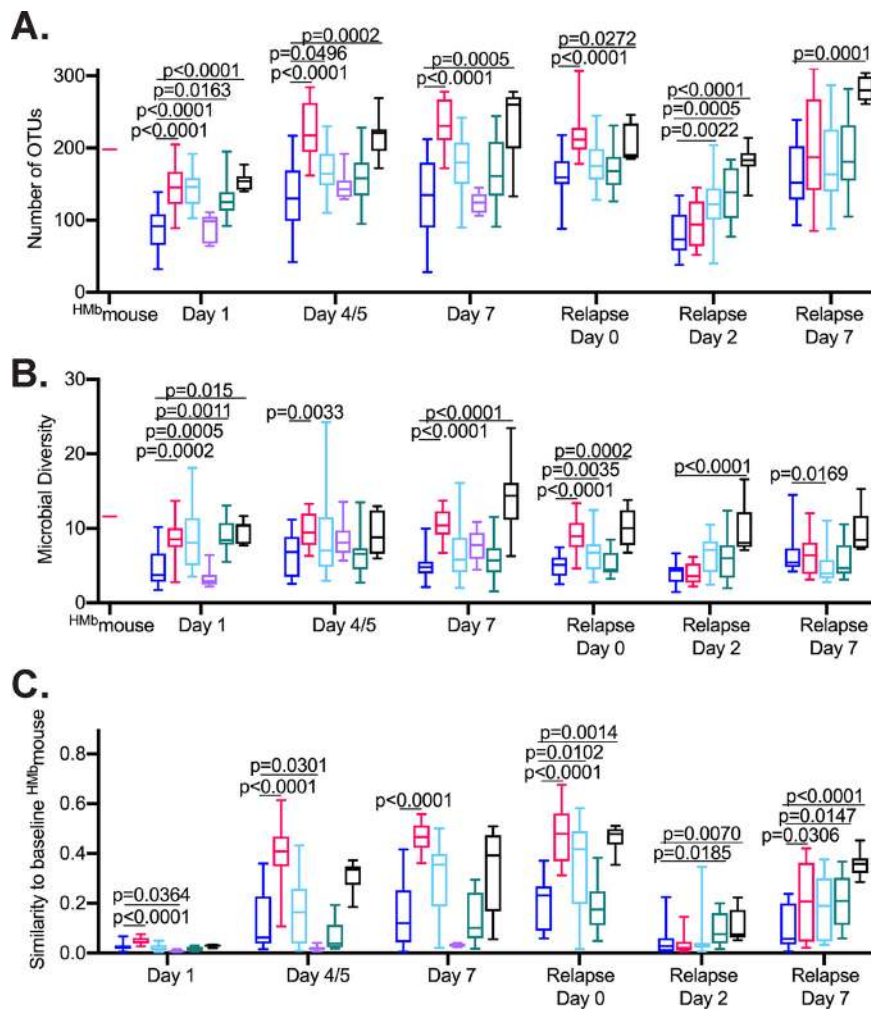 A.
p=0.0002
p=0.0496
p<0.0001
p=0.0005
p<0.0001
p=0.0272
p<0.0001
p=0.0001
p<0.0001
p=0.0163
p<0.0001
p<0.0001
p<0.0001
p=0.0005
p=0.0022
Number of OTUs
300
200
100
0
HMbmouse Day 1 Day 4/5 Day 7 Relapse Relapse Relapse
Day 0 Day 2 Day 7
B.
p=0.015
p=0.0011
p=0.0005
p=0.0002
p=0.0033
p<0.0001
p<0.0001
p=0.0002
p=0.0035
p<0.0001
p<0.0001
p=0.0169
Microbial Diversity
30
20
10
0
HMbmouse Day 1 Day 4/5 Day 7 Relapse Relapse Relapse
Day 0 Day 2 Day 7
C.
p=0.0364
p<0.0001
p=0.0301
p<0.0001
p<0.0001
p=0.0014
p=0.0102
p<0.0001
p=0.0070
p=0.0185
p<0.0001
p=0.0147
p=0.0306
Similarity to baseline HMbmouse
0.8
0.6
0.4
0.2
0.0
Day 1 Day 4/5 Day 7 Relapse Relapse Relapse
Day 0 Day 2 Day 7